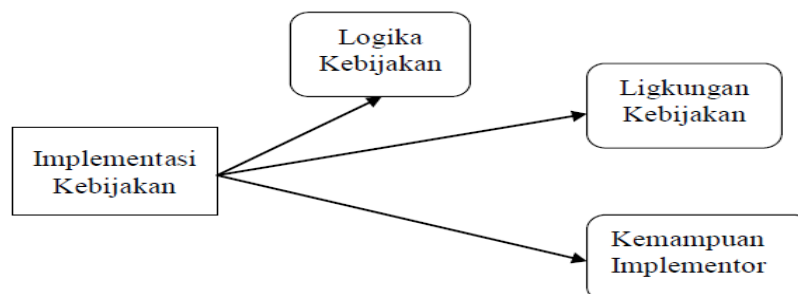 Logika
Kebijakan
Ligkungan
Kebijakan
Implementasi
Kebijakan
Kemampuan
Implementor